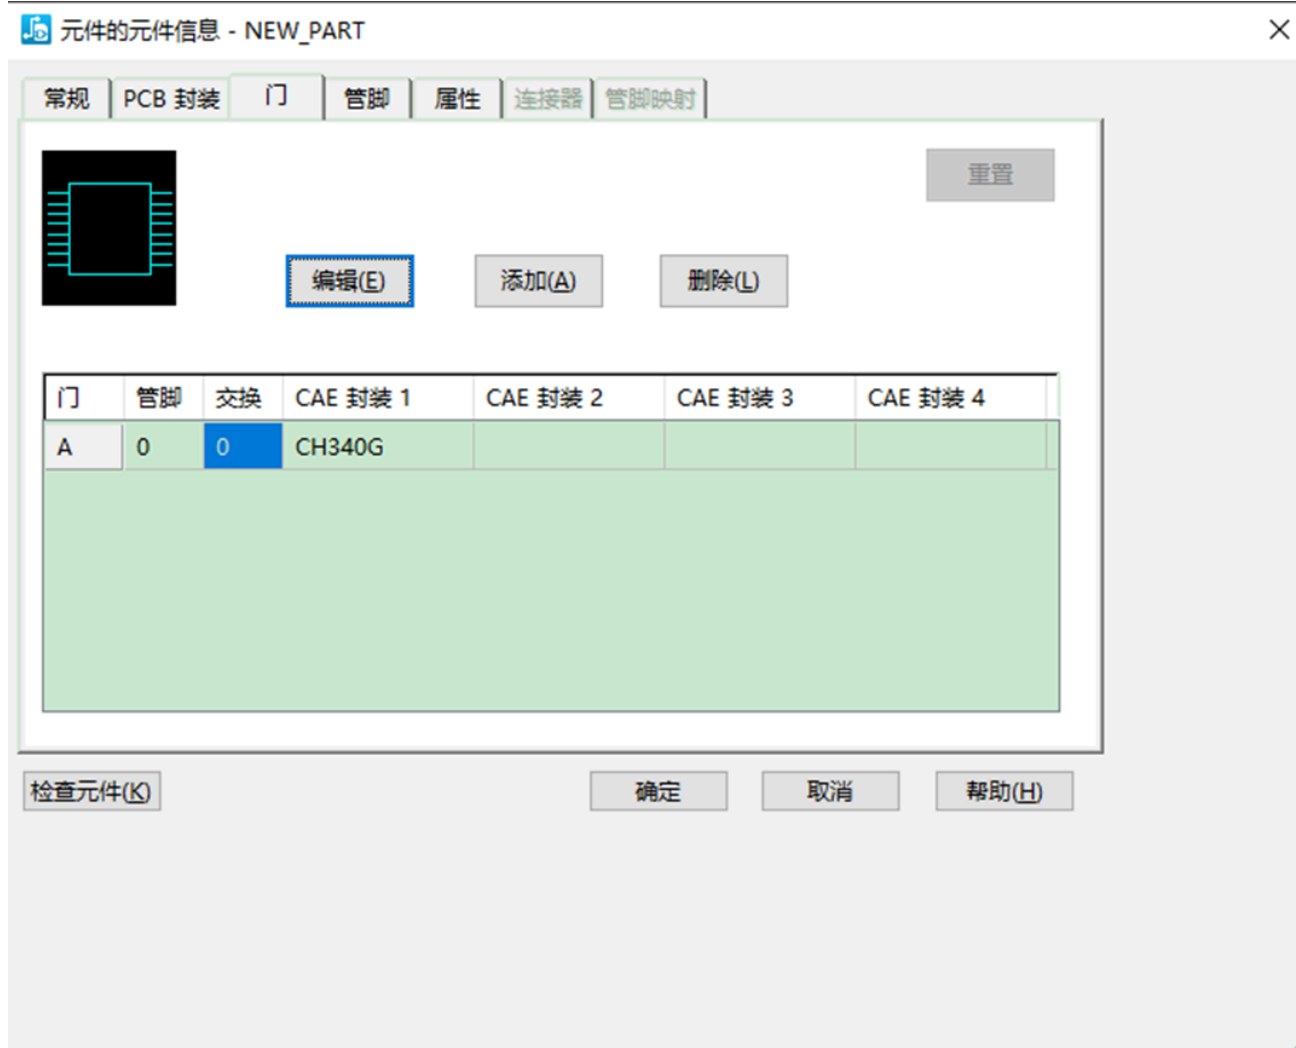 元件的元件信息 - NEW_PART
常规 PCB 封装 门 管脚 属性 连接器 管脚映射
重置
编辑(E) 添加(A) 删除(L)
门 管脚 交换 CAE 封装 1 CAE 封装 2 CAE 封装 3 CAE 封装 4
A 0 0 CH340G
检查元件(K) 确定 取消 帮助(H)